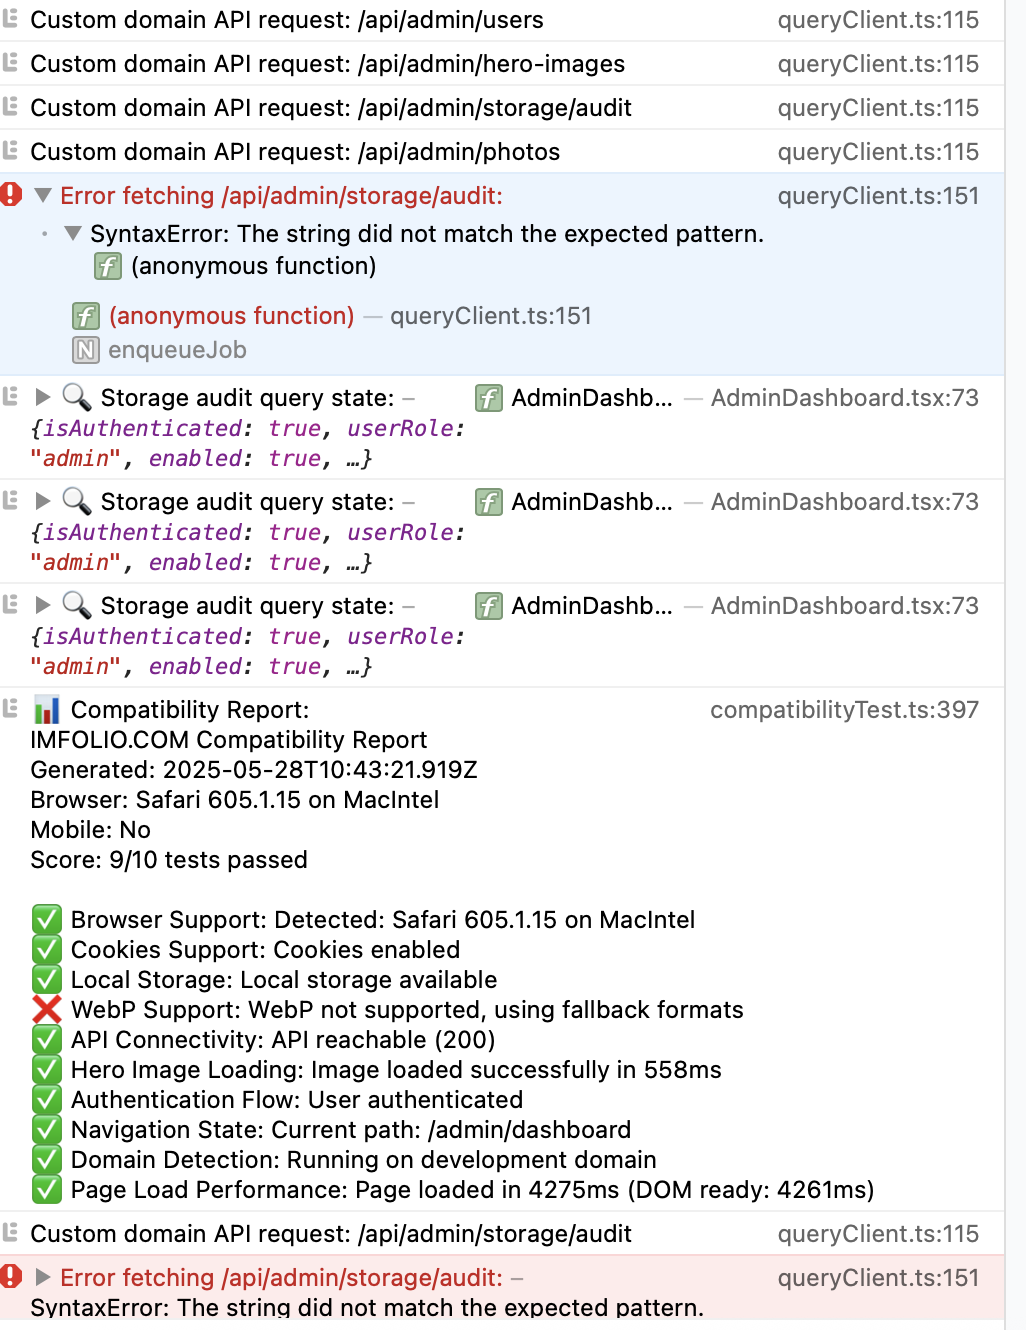 Custom domain API request: /api/admin/users queryClient.ts:115
Custom domain API request: /api/admin/hero-images queryClient.ts:115
Custom domain API request: /api/admin/storage/audit queryClient.ts:115
Custom domain API request: /api/admin/photos queryClient.ts:115
Error fetching /api/admin/storage/audit: queryClient.ts:151
SyntaxError: The string did not match the expected pattern.
f (anonymous function)
f (anonymous function) — queryClient.ts:151
N enqueueJob
🔍 Storage audit query state: – f AdminDashb... — AdminDashboard.tsx:73
{isAuthenticated: true, userRole:
"admin", enabled: true, …}
🔍 Storage audit query state: – f AdminDashb... — AdminDashboard.tsx:73
{isAuthenticated: true, userRole:
"admin", enabled: true, …}
🔍 Storage audit query state: – f AdminDashb... — AdminDashboard.tsx:73
{isAuthenticated: true, userRole:
"admin", enabled: true, …}
📊 Compatibility Report: compatibilityTest.ts:397
IMFOLIO.COM Compatibility Report
Generated: 2025-05-28T10:43:21.919Z
Browser: Safari 605.1.15 on MacIntel
Mobile: No
Score: 9/10 tests passed
✅ Browser Support: Detected: Safari 605.1.15 on MacIntel
✅ Cookies Support: Cookies enabled
✅ Local Storage: Local storage available
❌ WebP Support: WebP not supported, using fallback formats
✅ API Connectivity: API reachable (200)
✅ Hero Image Loading: Image loaded successfully in 558ms
✅ Authentication Flow: User authenticated
✅ Navigation State: Current path: /admin/dashboard
✅ Domain Detection: Running on development domain
✅ Page Load Performance: Page loaded in 4275ms (DOM ready: 4261ms)
Custom domain API request: /api/admin/storage/audit queryClient.ts:115
Error fetching /api/admin/storage/audit: – queryClient.ts:151
SyntaxError: The string did not match the expected pattern.